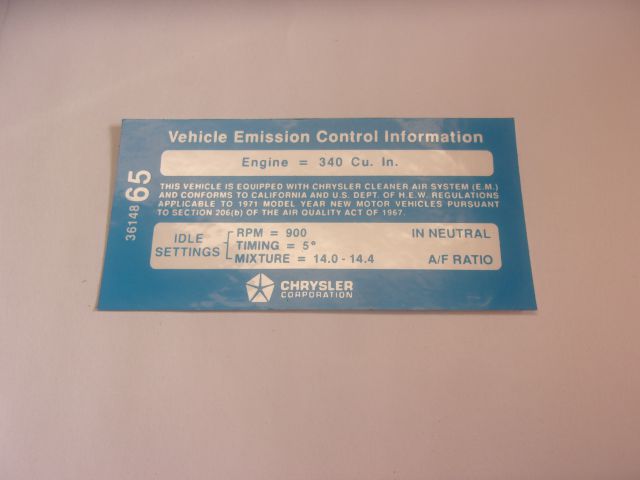 Vehicle Emission Control Information
Engine = 340 Cu. In.
3614865
THIS VEHICLE IS EQUIPPED WITH CHRYSLER CLEANER AIR SYSTEM (E.M.)
AND CONFORMS TO CALIFORNIA AND U.S. DEPT. OF H.E.W. REGULATIONS
APPLICABLE TO 1971 MODEL YEAR NEW MOTOR VEHICLES PURSUANT
TO SECTION 206(b) OF THE AIR QUALITY ACT OF 1967.
IDLE SETTINGS
RPM = 900 IN NEUTRAL
TIMING = 5°
MIXTURE = 14.0 - 14.4 A/F RATIO
CHRYSLER
CORPORATION